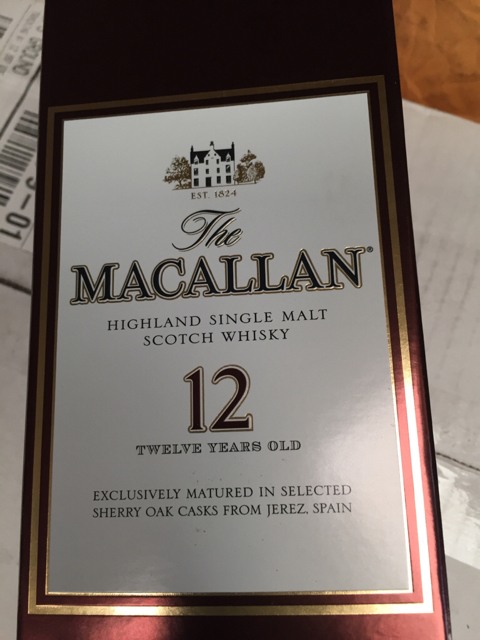 EST. 1824
The
MACALLAN®
HIGHLAND SINGLE MALT
SCOTCH WHISKY
12
TWELVE YEARS OLD
EXCLUSIVELY MATURED IN SELECTED
SHERRY OAK CASKS FROM JEREZ, SPAIN
GROUND